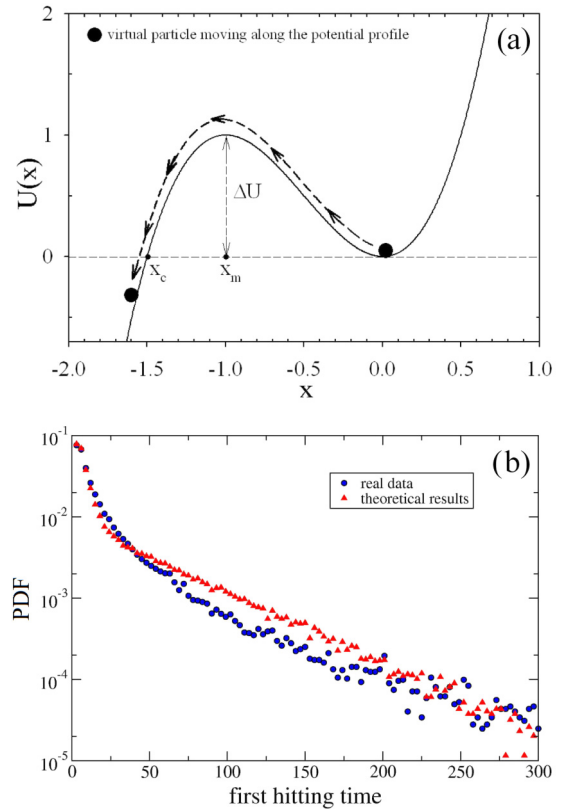 (a)
virtual particle moving along the potential profile
2
1
0
U(x)
ΔU
x_c
x_m
-2.0 -1.5 -1.0 -0.5 0.0 0.5 1.0
x
(b)
real data
theoretical results
10^-1
10^-2
10^-3
10^-4
10^-5
PDF
0 50 100 150 200 250 300
first hitting time